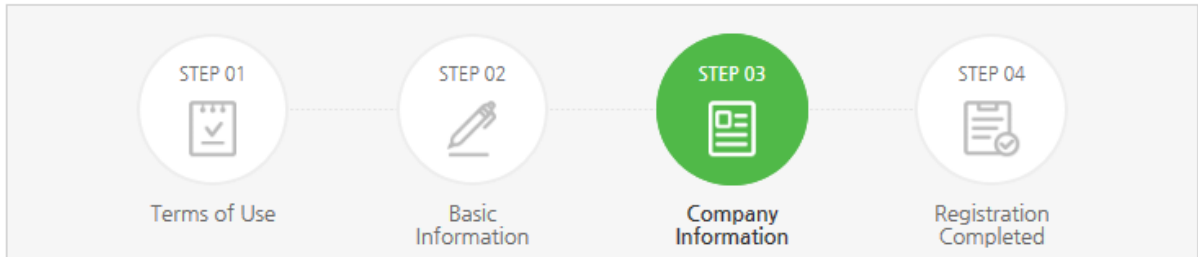 STEP 01
STEP 02
STEP 03
STEP 04
Terms of Use
Basic
Information
Company
Information
Registration
Completed